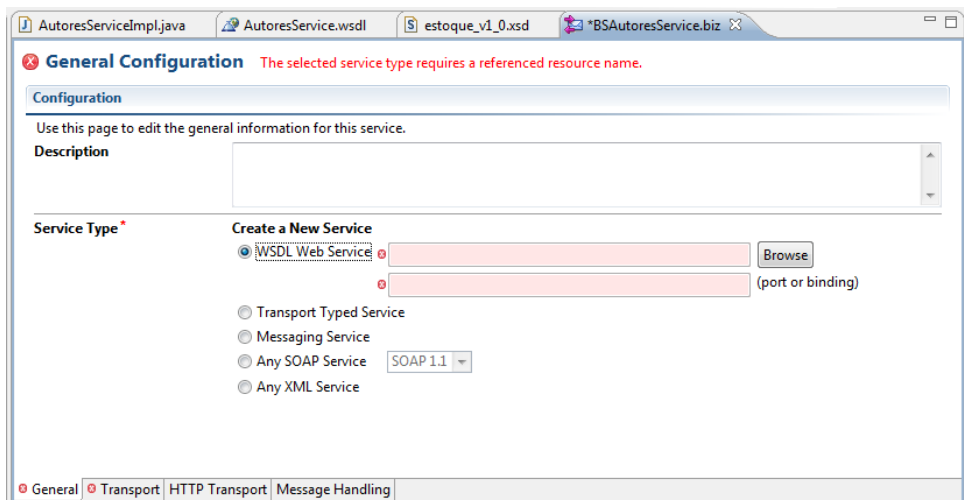 AutoresServiceImpl.java AutoresService.wsdl estoque_v1_0.xsd *BSAutoresService.biz
General Configuration The selected service type requires a referenced resource name.
Configuration
Use this page to edit the general information for this service.
Description
Service Type* Create a New Service
WSDL Web Service Browse
(port or binding)
Transport Typed Service
Messaging Service
Any SOAP Service SOAP 1.1
Any XML Service
General Transport HTTP Transport Message Handling